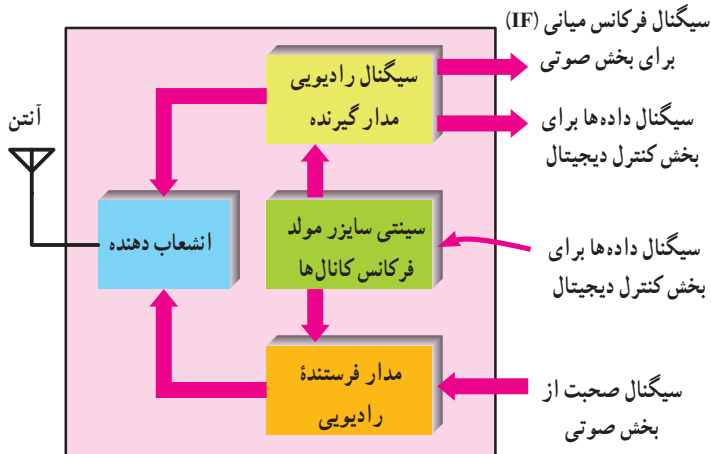 سیگنال فرکانس میانی (IF)
برای بخش صوتی
سیگنال رادیویی
مدار گیرنده
سیگنال داده‌ها برای
بخش کنترل دیجیتال
آنتن
انشعاب دهنده
سینتی سایزر مولد
فرکانس کانال‌ها
سیگنال داده‌ها برای
بخش کنترل دیجیتال
مدار فرستندهٔ
رادیویی
سیگنال صحبت از
بخش صوتی